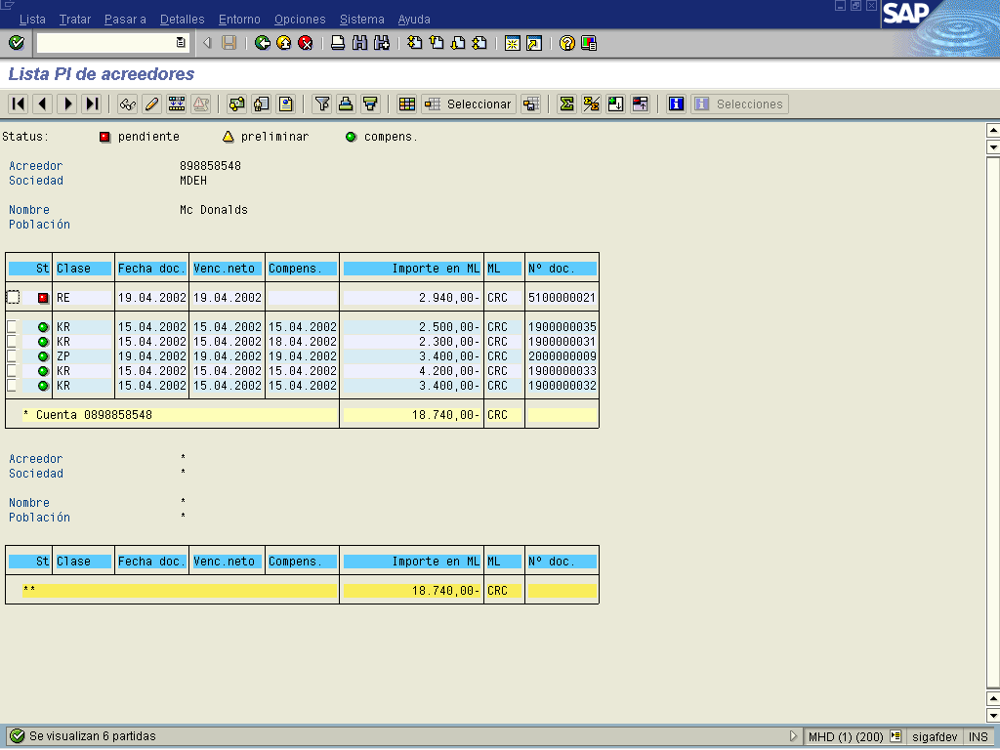 Lista Tratar Pasar a Detalles Entorno Opciones Sistema Ayuda
SAP
Lista PI de acreedores
Seleccionar Selecciones
Status: pendiente preliminar compens.
Acreedor 898858548
Sociedad MDEH
Nombre Mc Donalds
Población
St Clase Fecha doc. Venc.neto Compens. Importe en ML ML Nº doc.
RE 19.04.2002 19.04.2002 2.940,00- CRC 5100000021
KR 15.04.2002 15.04.2002 15.04.2002 2.500,00- CRC 1900000035
KR 15.04.2002 15.04.2002 18.04.2002 2.300,00- CRC 1900000031
ZP 19.04.2002 19.04.2002 19.04.2002 3.400,00- CRC 2000000009
KR 15.04.2002 15.04.2002 15.04.2002 4.200,00- CRC 1900000033
KR 15.04.2002 15.04.2002 15.04.2002 3.400,00- CRC 1900000032
* Cuenta 0898858548 18.740,00- CRC
Acreedor *
Sociedad *
Nombre *
Población *
St Clase Fecha doc. Venc.neto Compens. Importe en ML ML Nº doc.
** 18.740,00- CRC
Se visualizan 6 partidas MHD (1) (200) sigafdev INS